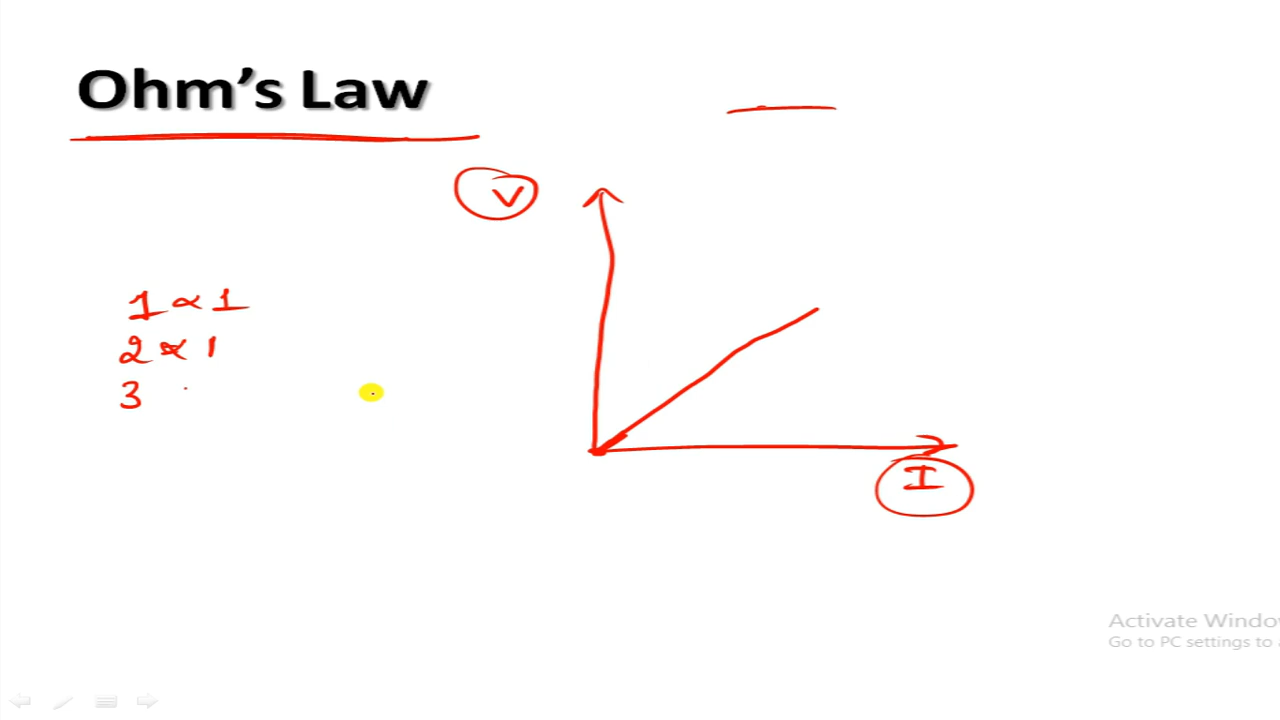 Ohm's Law
V
1 ∝ 1
2 ∝ 1
3
I
Activate Window
Go to PC settings to a